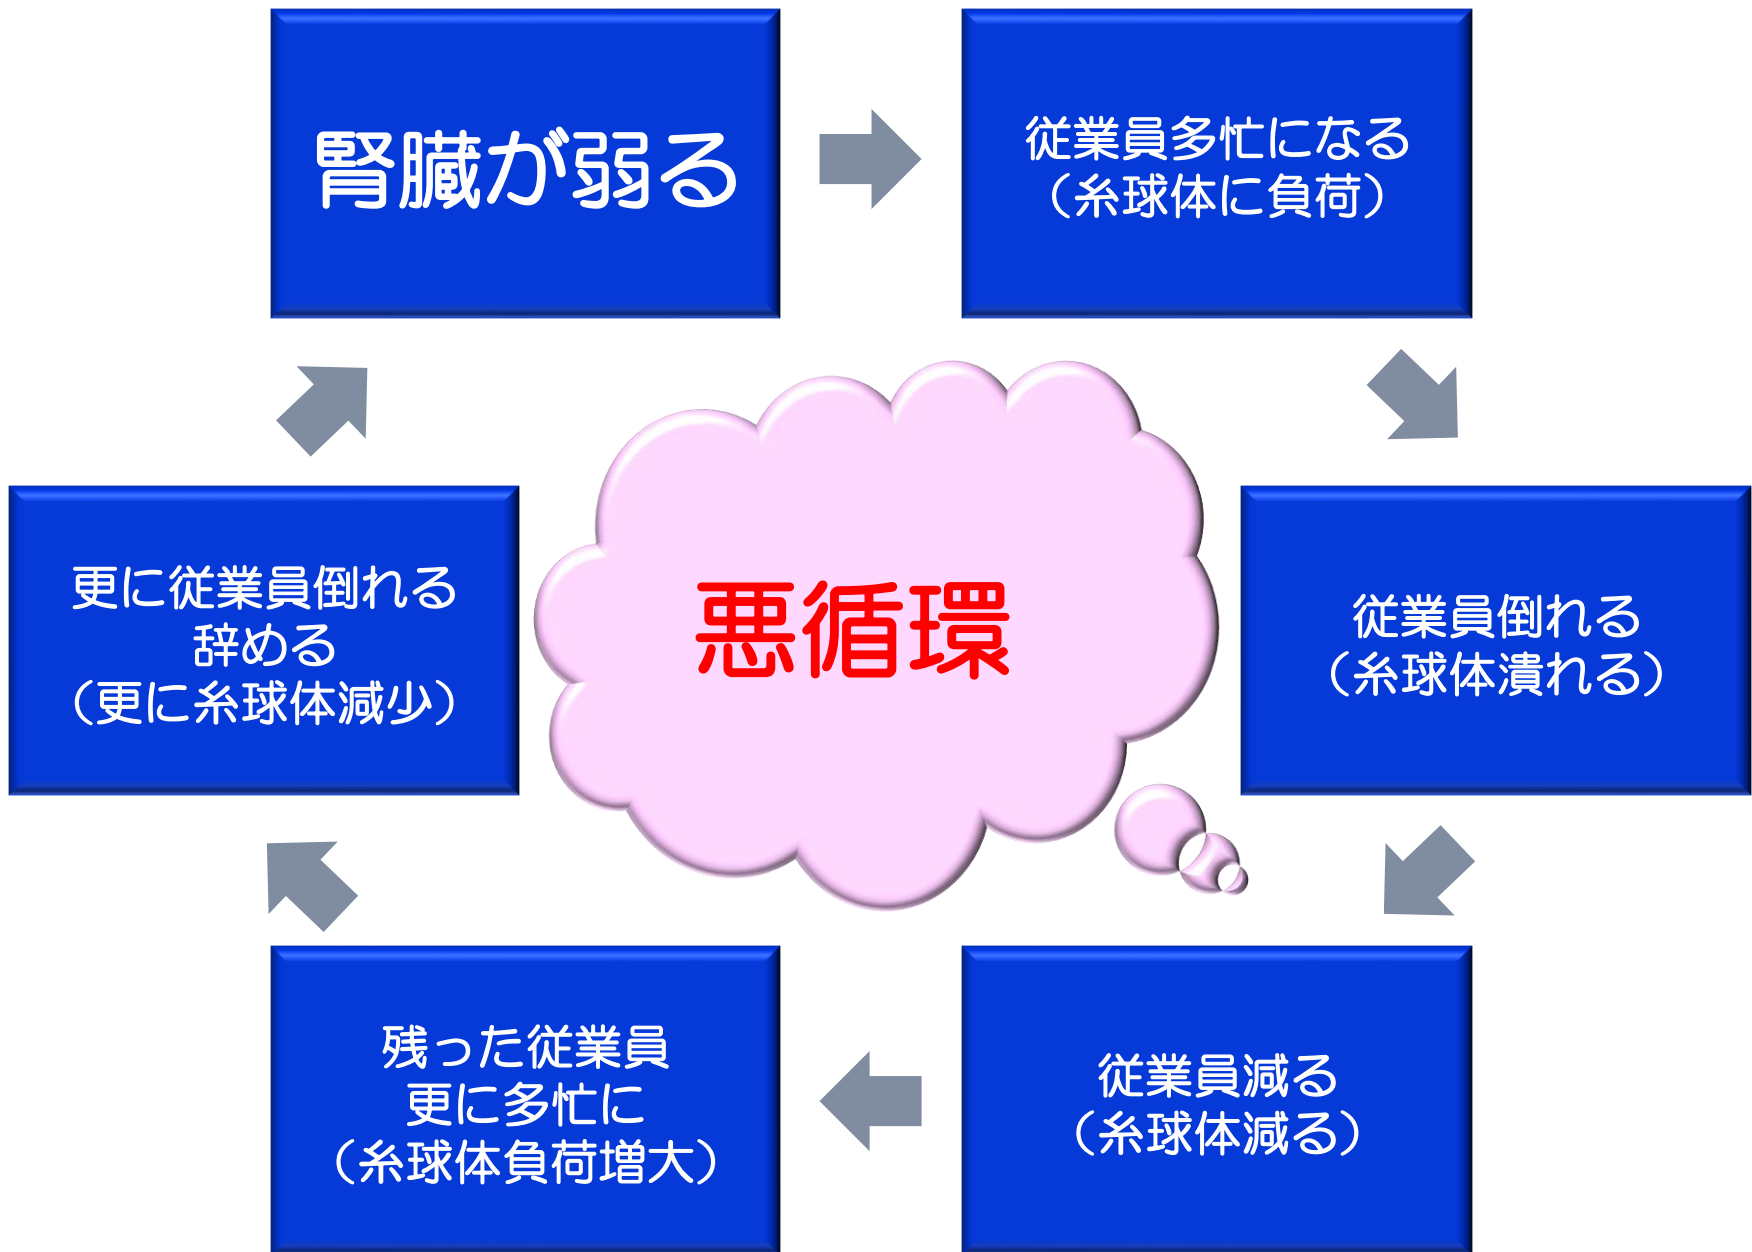 腎臓が弱る
従業員多忙になる
（糸球体に負荷）
従業員倒れる
（糸球体潰れる）
従業員減る
（糸球体減る）
残った従業員
更に多忙に
（糸球体負荷増大）
更に従業員倒れる
辞める
（更に糸球体減少）
悪循環